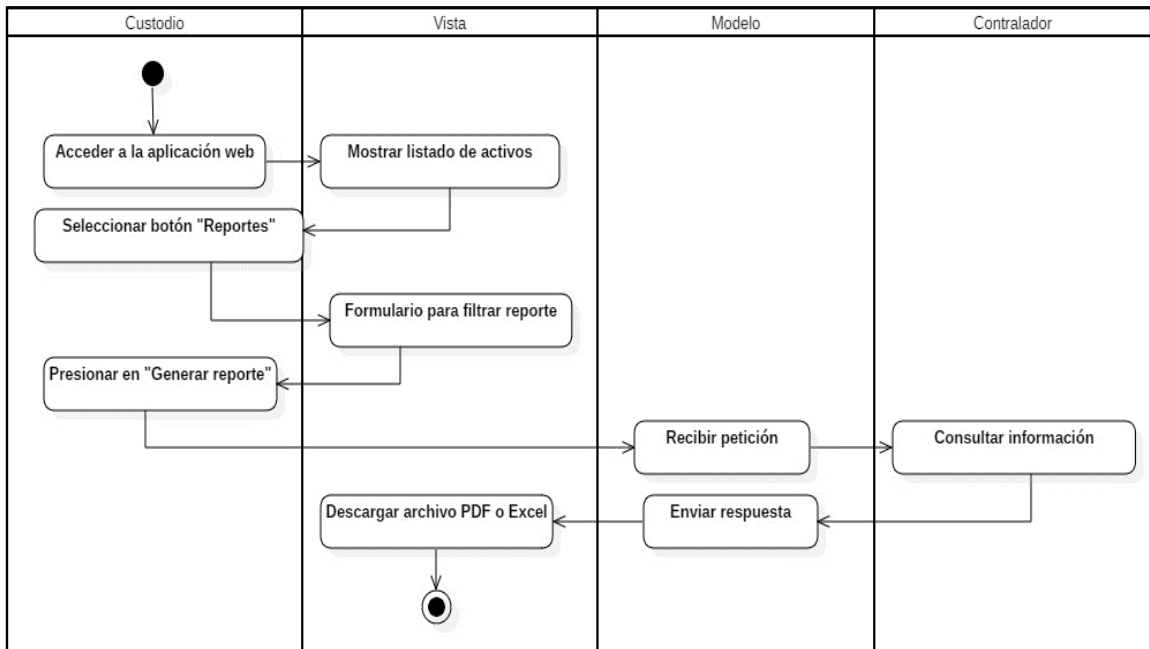 Custodio
Vista
Modelo
Contralador
Acceder a la aplicación web
Mostrar listado de activos
Seleccionar botón "Reportes"
Formulario para filtrar reporte
Presionar en "Generar reporte"
Recibir petición
Consultar información
Descargar archivo PDF o Excel
Enviar respuesta